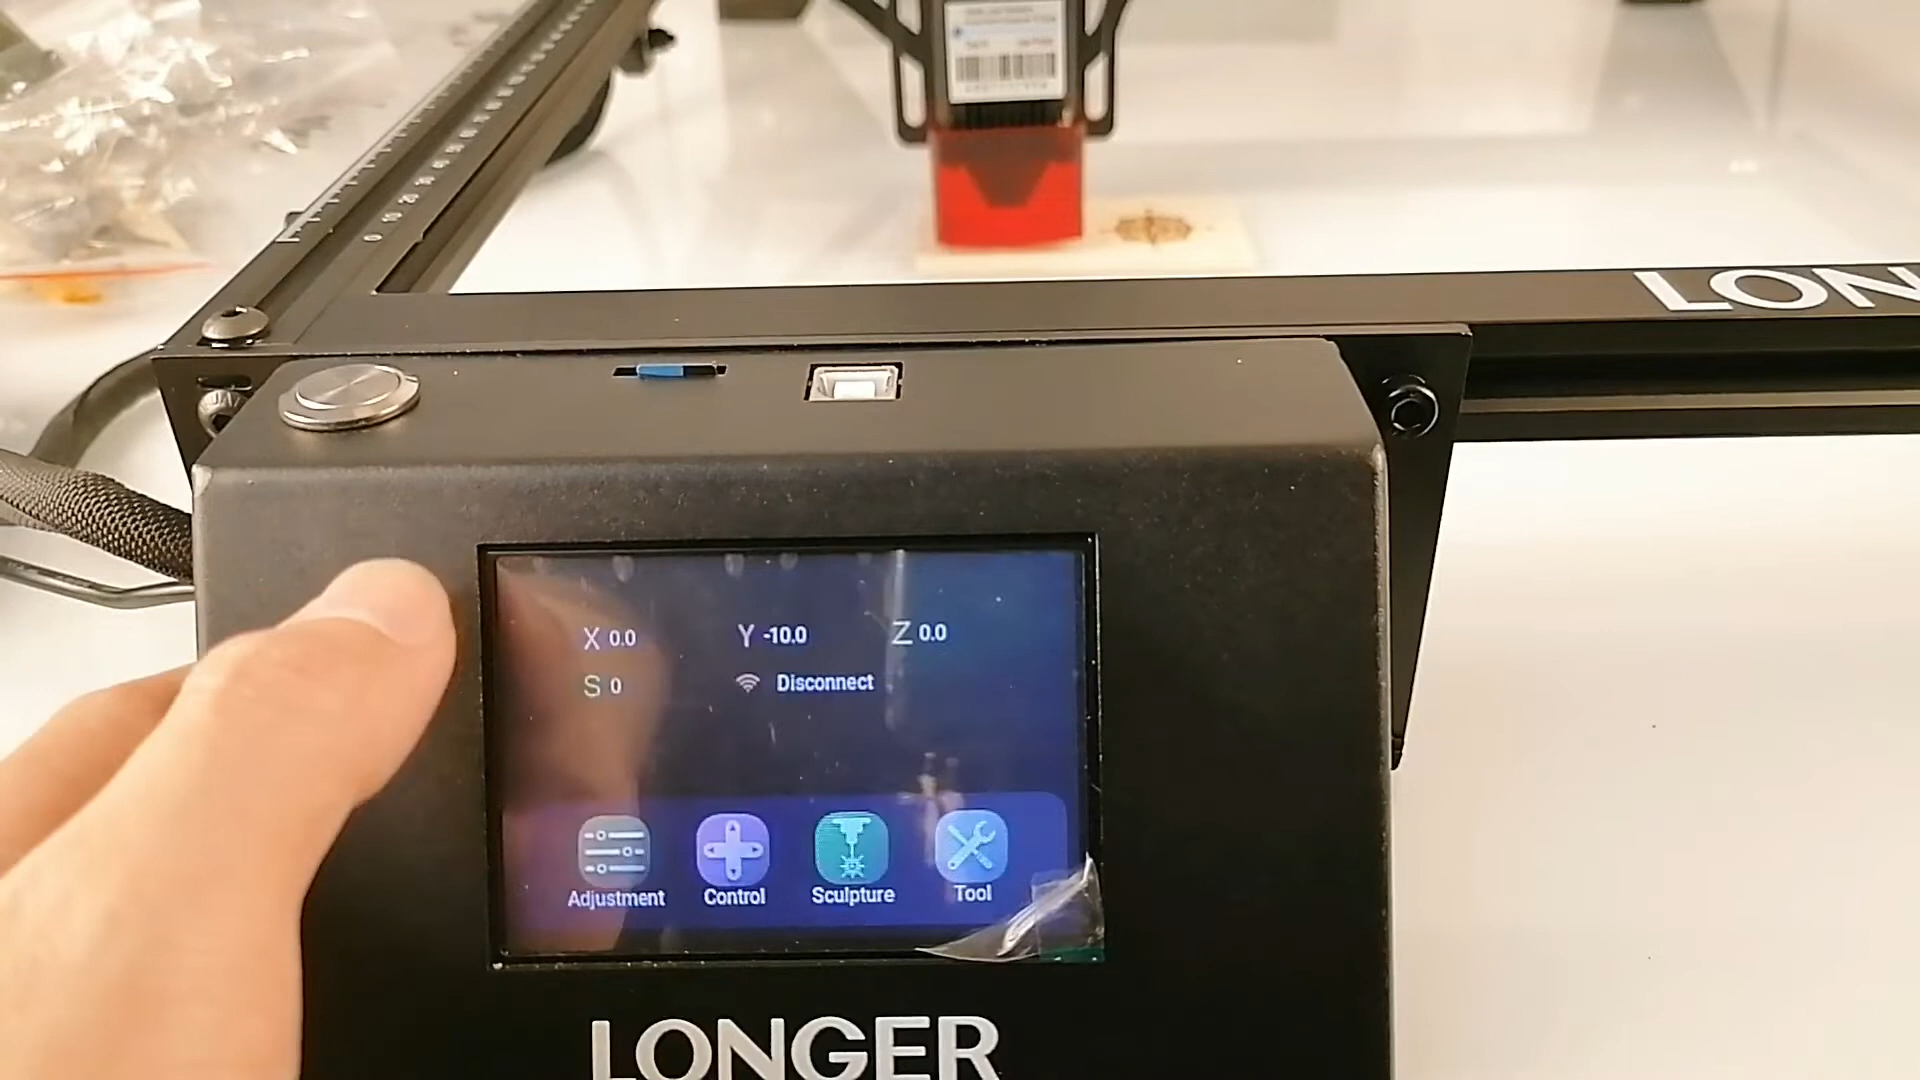 LON
X 0.0 Y -10.0 Z 0.0
S 0 Disconnect
Adjustment Control Sculpture Tool
LONGER